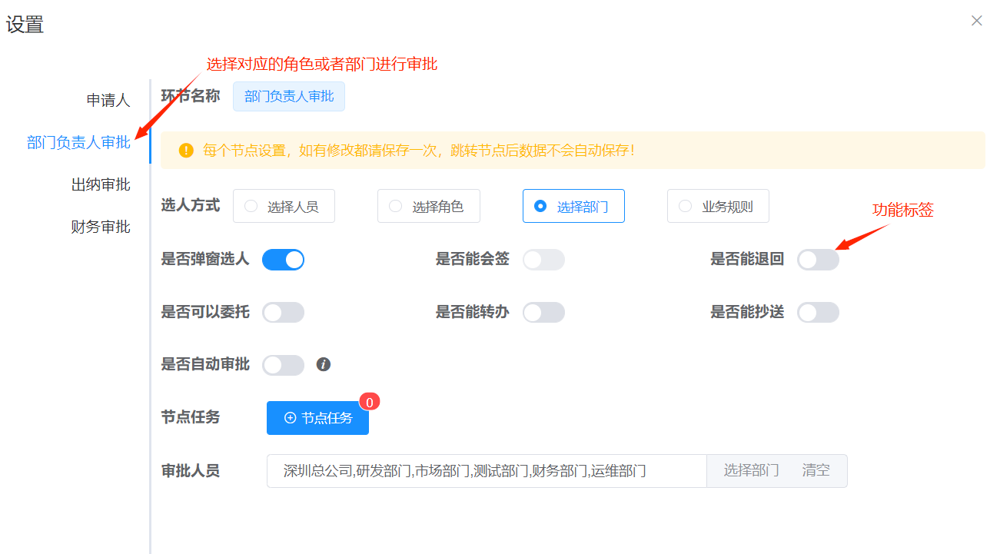 设置
选择对应的角色或者部门进行审批
申请人
部门负责人审批
出纳审批
财务审批
环节名称 部门负责人审批
每个节点设置，如有修改都请保存一次，跳转节点后数据不会自动保存！
选人方式 选择人员 选择角色 选择部门 业务规则
功能标签
是否弹窗选人 是否能会签 是否能退回
是否可以委托 是否能转办 是否能抄送
是否自动审批
节点任务 节点任务 0
审批人员 深圳总公司,研发部门,市场部门,测试部门,财务部门,运维部门 选择部门 清空